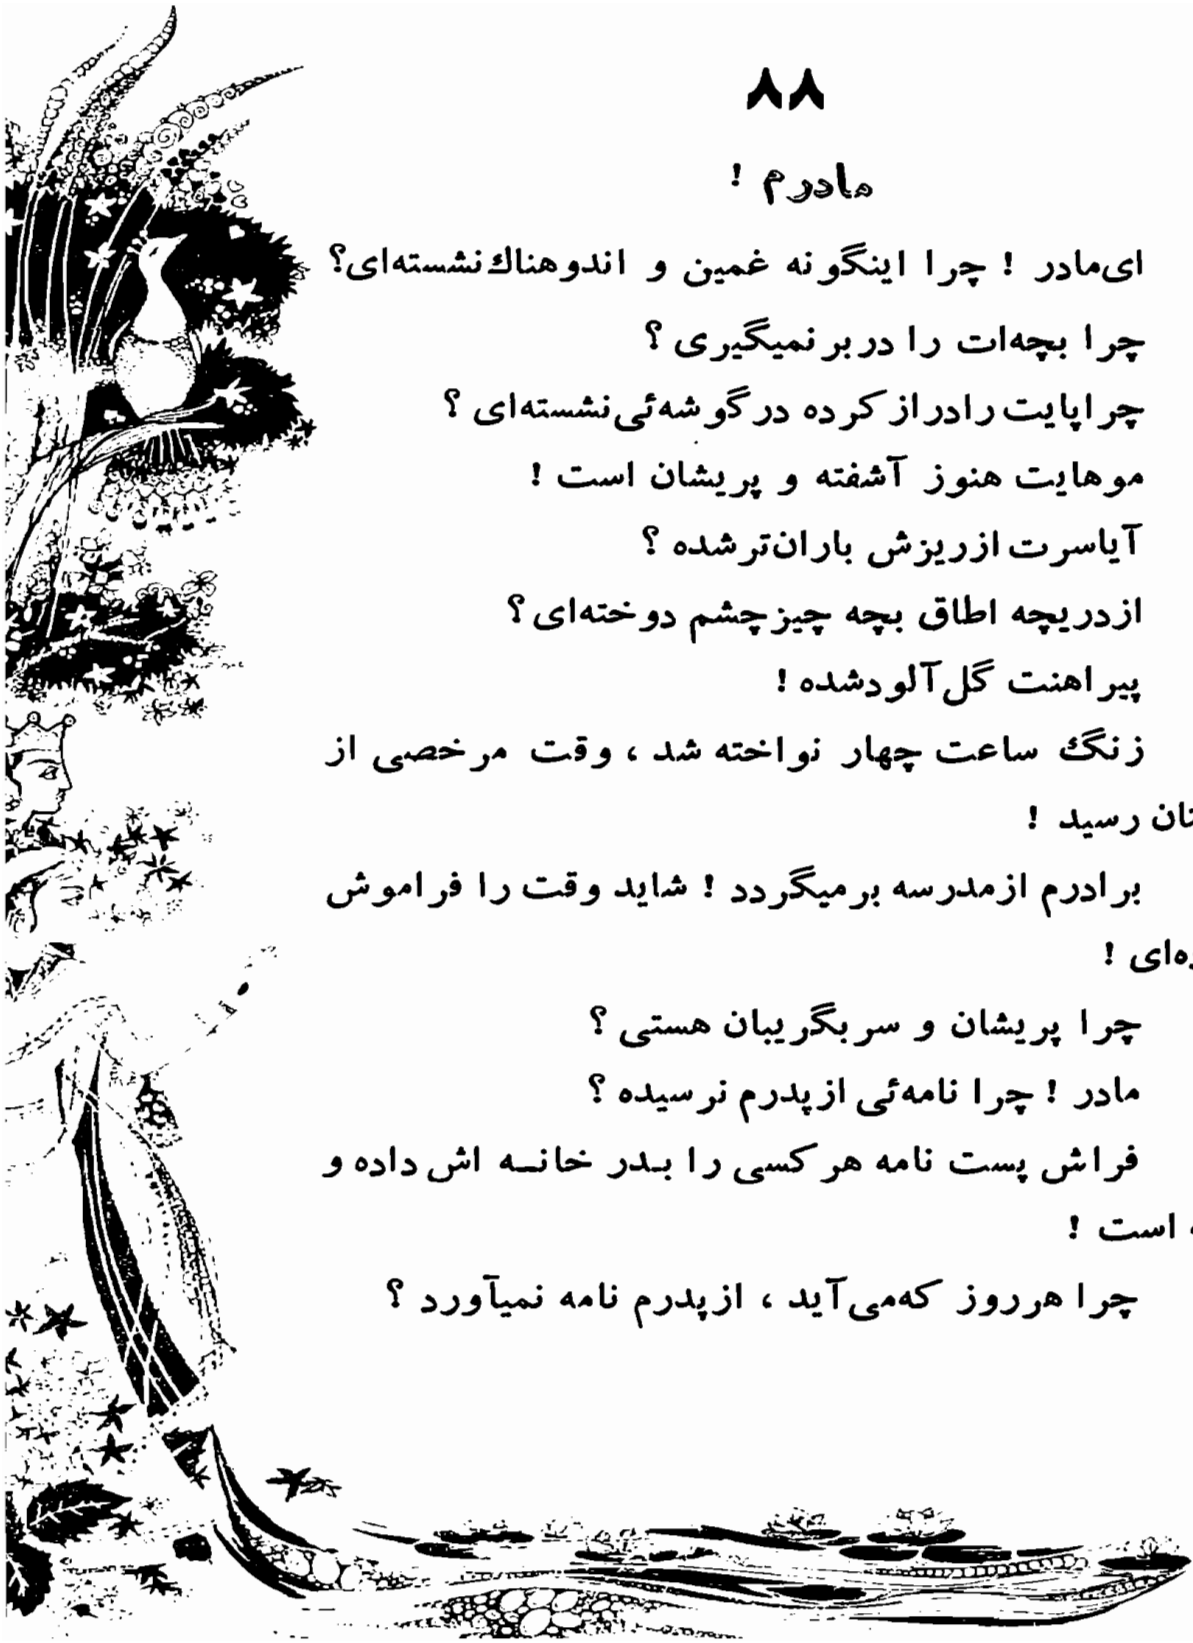 ۸۸
مادرم !
ای‌مادر ! چرا اینگونه غمین و اندوهناك نشسته‌ای؟
چرا بچه‌ات را دربر نمیگیری ؟
چراپایت رادراز کرده درگوشه‌ئی نشسته‌ای ؟
موهایت هنوز آشفته و پریشان است !
آیاسرت ازریزش باران‌ترشده ؟
ازدریچه اطاق بچه چیزچشم دوخته‌ای ؟
پیراهنت گل‌آلودشده !
زنگ ساعت چهار نواخته شد ، وقت مرخصی از
رسید !
برادرم ازمدرسه برمیگردد ! شاید وقت را فراموش
ه‌ای !
چرا پریشان و سربگریبان هستی ؟
مادر ! چرا نامه‌ئی ازپدرم نرسیده ؟
فراش پست نامه هرکسی را بـدر خانـه اش داده و
است !
چرا هرروز که‌می‌آید ، ازپدرم نامه نمیآورد ؟